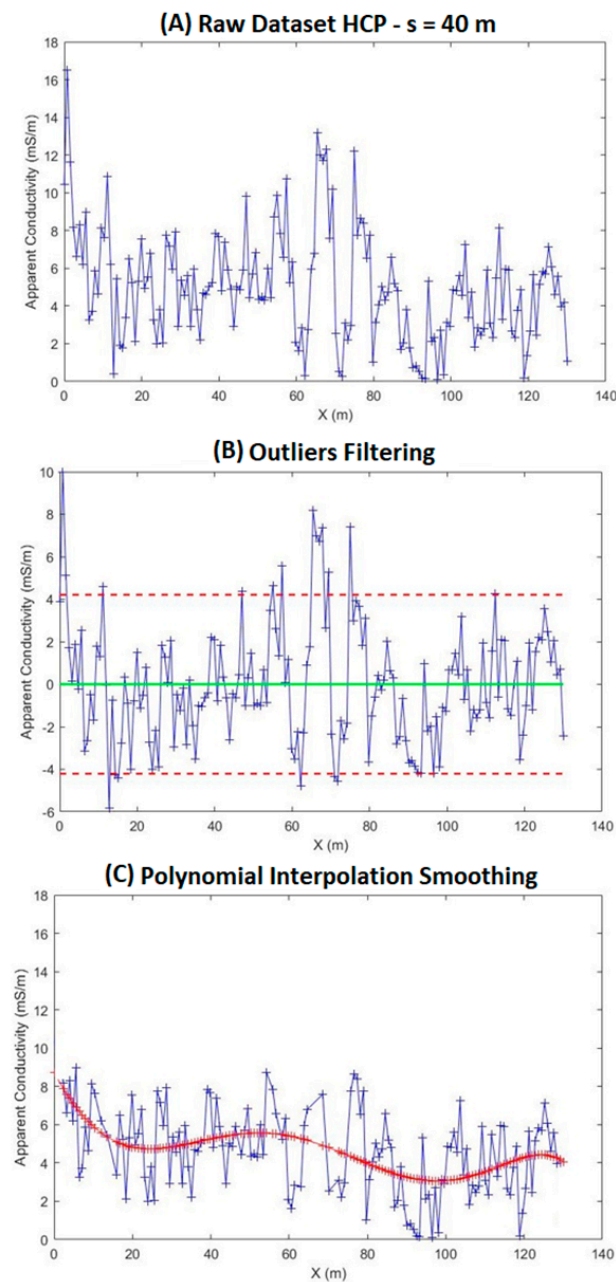 (A) Raw Dataset HCP - s = 40 m
18
16
14
12
10
8
6
4
2
0
Apparent Conductivity (mS/m)
0 20 40 60 80 100 120 140
X (m)
(B) Outliers Filtering
10
8
6
4
2
0
-2
-4
-6
Apparent Conductivity (mS/m)
0 20 40 60 80 100 120 140
X (m)
(C) Polynomial Interpolation Smoothing
18
16
14
12
10
8
6
4
2
0
Apparent Conductivity (mS/m)
0 20 40 60 80 100 120 140
X (m)